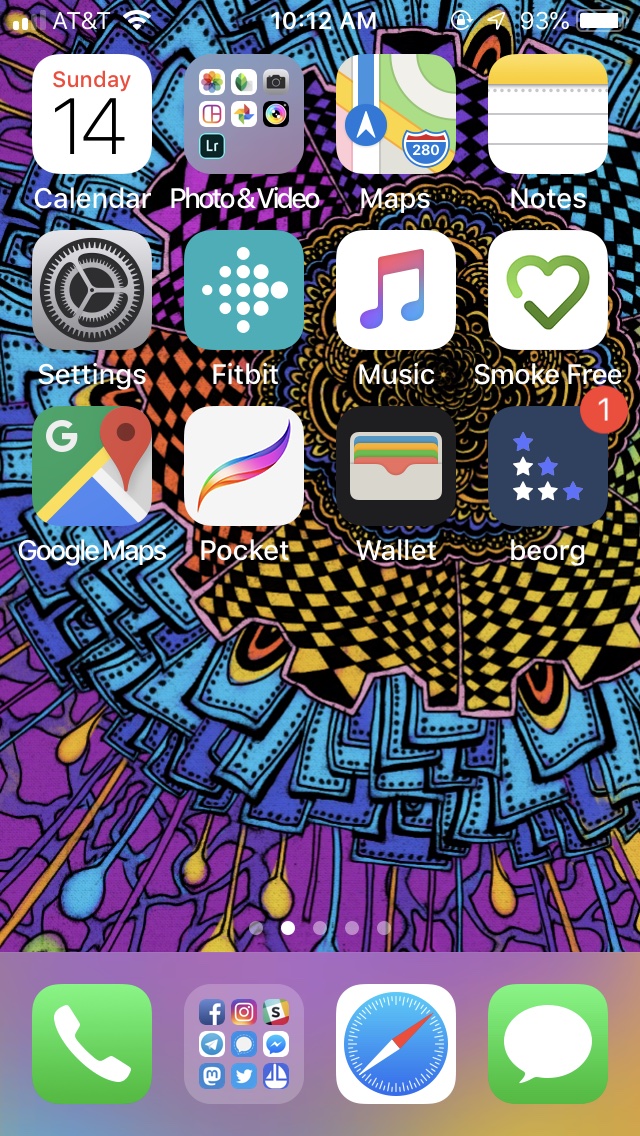 AT&T 10:12 AM 93%
Sunday
14
Lr
280
Calendar Photo & Video Maps Notes
Settings Fitbit Music Smoke Free
1
G
Google Maps Pocket Wallet beorg